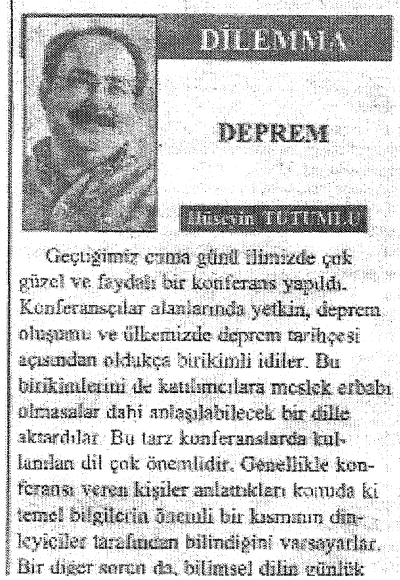 DİLEMMA
DEPREM
Hüseyin TUTUMLU
Geçtiğimiz cuma günü ilimizde çok
güzel ve faydalı bir konferans yapıldı.
Konferansçılar alanlarında yetkin, deprem
oluşumu ve ülkemizde deprem tarihçesi
açısından oldukça birikimli idiler. Bu
birikimlerini de katılımcılara meslek erbabı
olmasalar dahi anlaşılabilecek bir dille
aktardılar. Bu tarz konferanslarda kul-
lanılan dil çok önemlidir. Genellikle kon-
feransı veren kişiler anlattıkları konuda ki
temel bilgilerin önemli bir kısmının din-
leyiciler tarafından bilindiğini varsayarlar.
Bir diğer sorun da, bilimsel dilin günlük